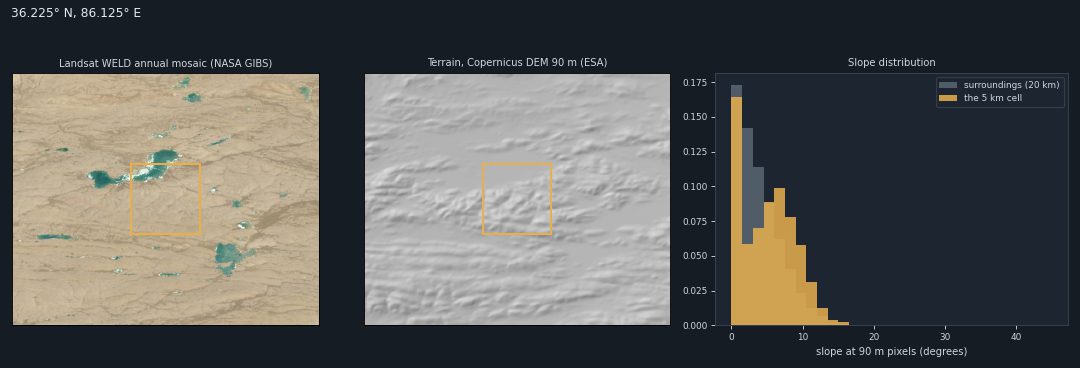 36.225° N, 86.125° E
Landsat WELD annual mosaic (NASA GIBS)
Terrain, Copernicus DEM 90 m (ESA)
Slope distribution
surroundings (20 km)
the 5 km cell
0.175
0.150
0.125
0.100
0.075
0.050
0.025
0.000
0 10 20 30 40
slope at 90 m pixels (degrees)